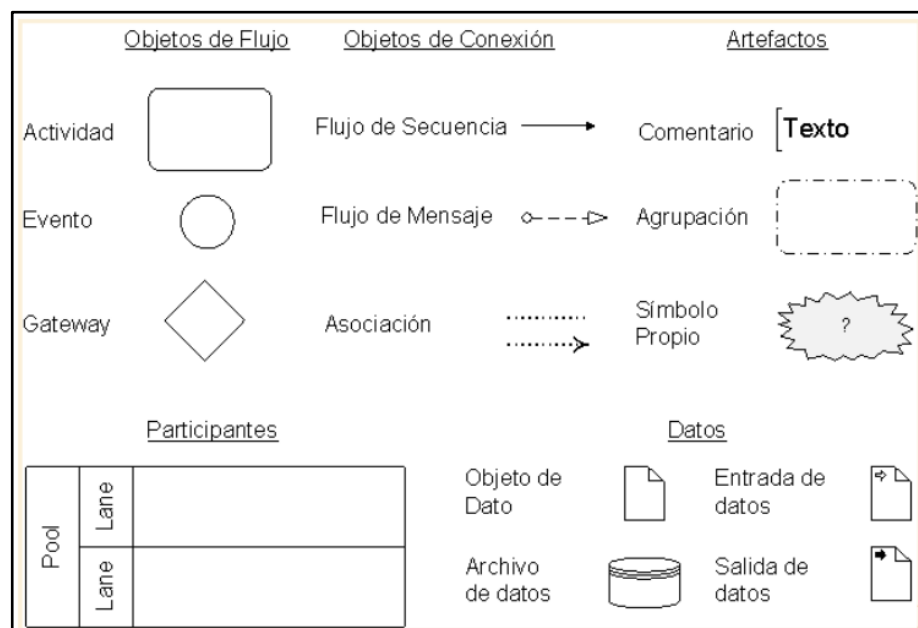 Objetos de Flujo
Objetos de Conexión
Artefactos
Actividad
Flujo de Secuencia
Comentario
Texto
Evento
Flujo de Mensaje
Agrupación
Gateway
Asociación
Símbolo
Propio
?
Participantes
Datos
Pool
Lane
Lane
Objeto de
Dato
Entrada de
datos
Archivo
de datos
Salida de
datos